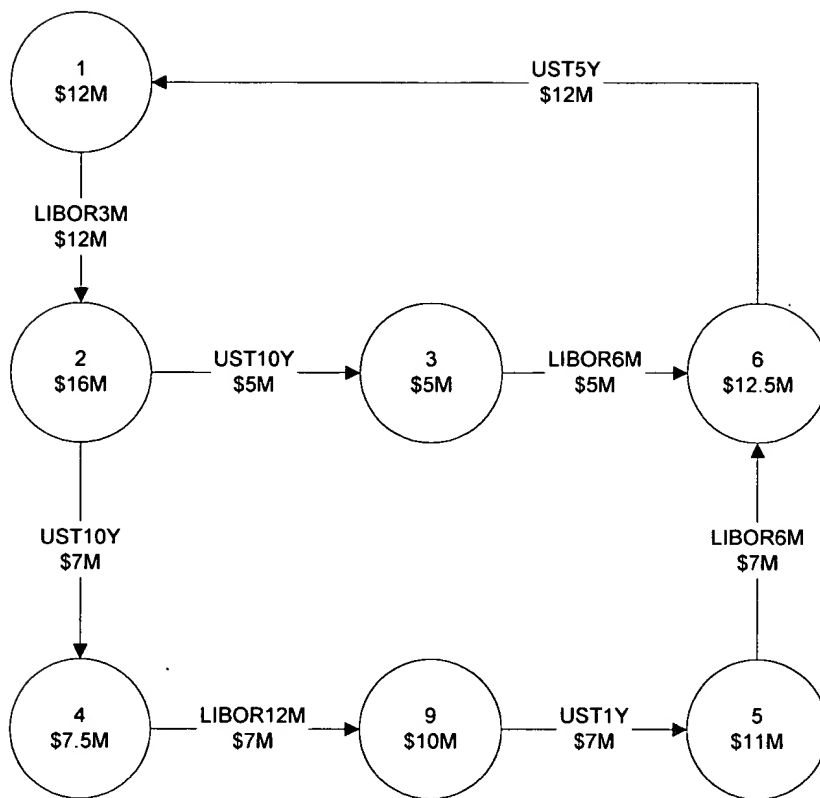 1
$12M
UST5Y
$12M
LIBOR3M
$12M
2
$16M
UST10Y
$5M
3
$5M
LIBOR6M
$5M
6
$12.5M
UST10Y
$7M
LIBOR6M
$7M
4
$7.5M
LIBOR12M
$7M
9
$10M
UST1Y
$7M
5
$11M